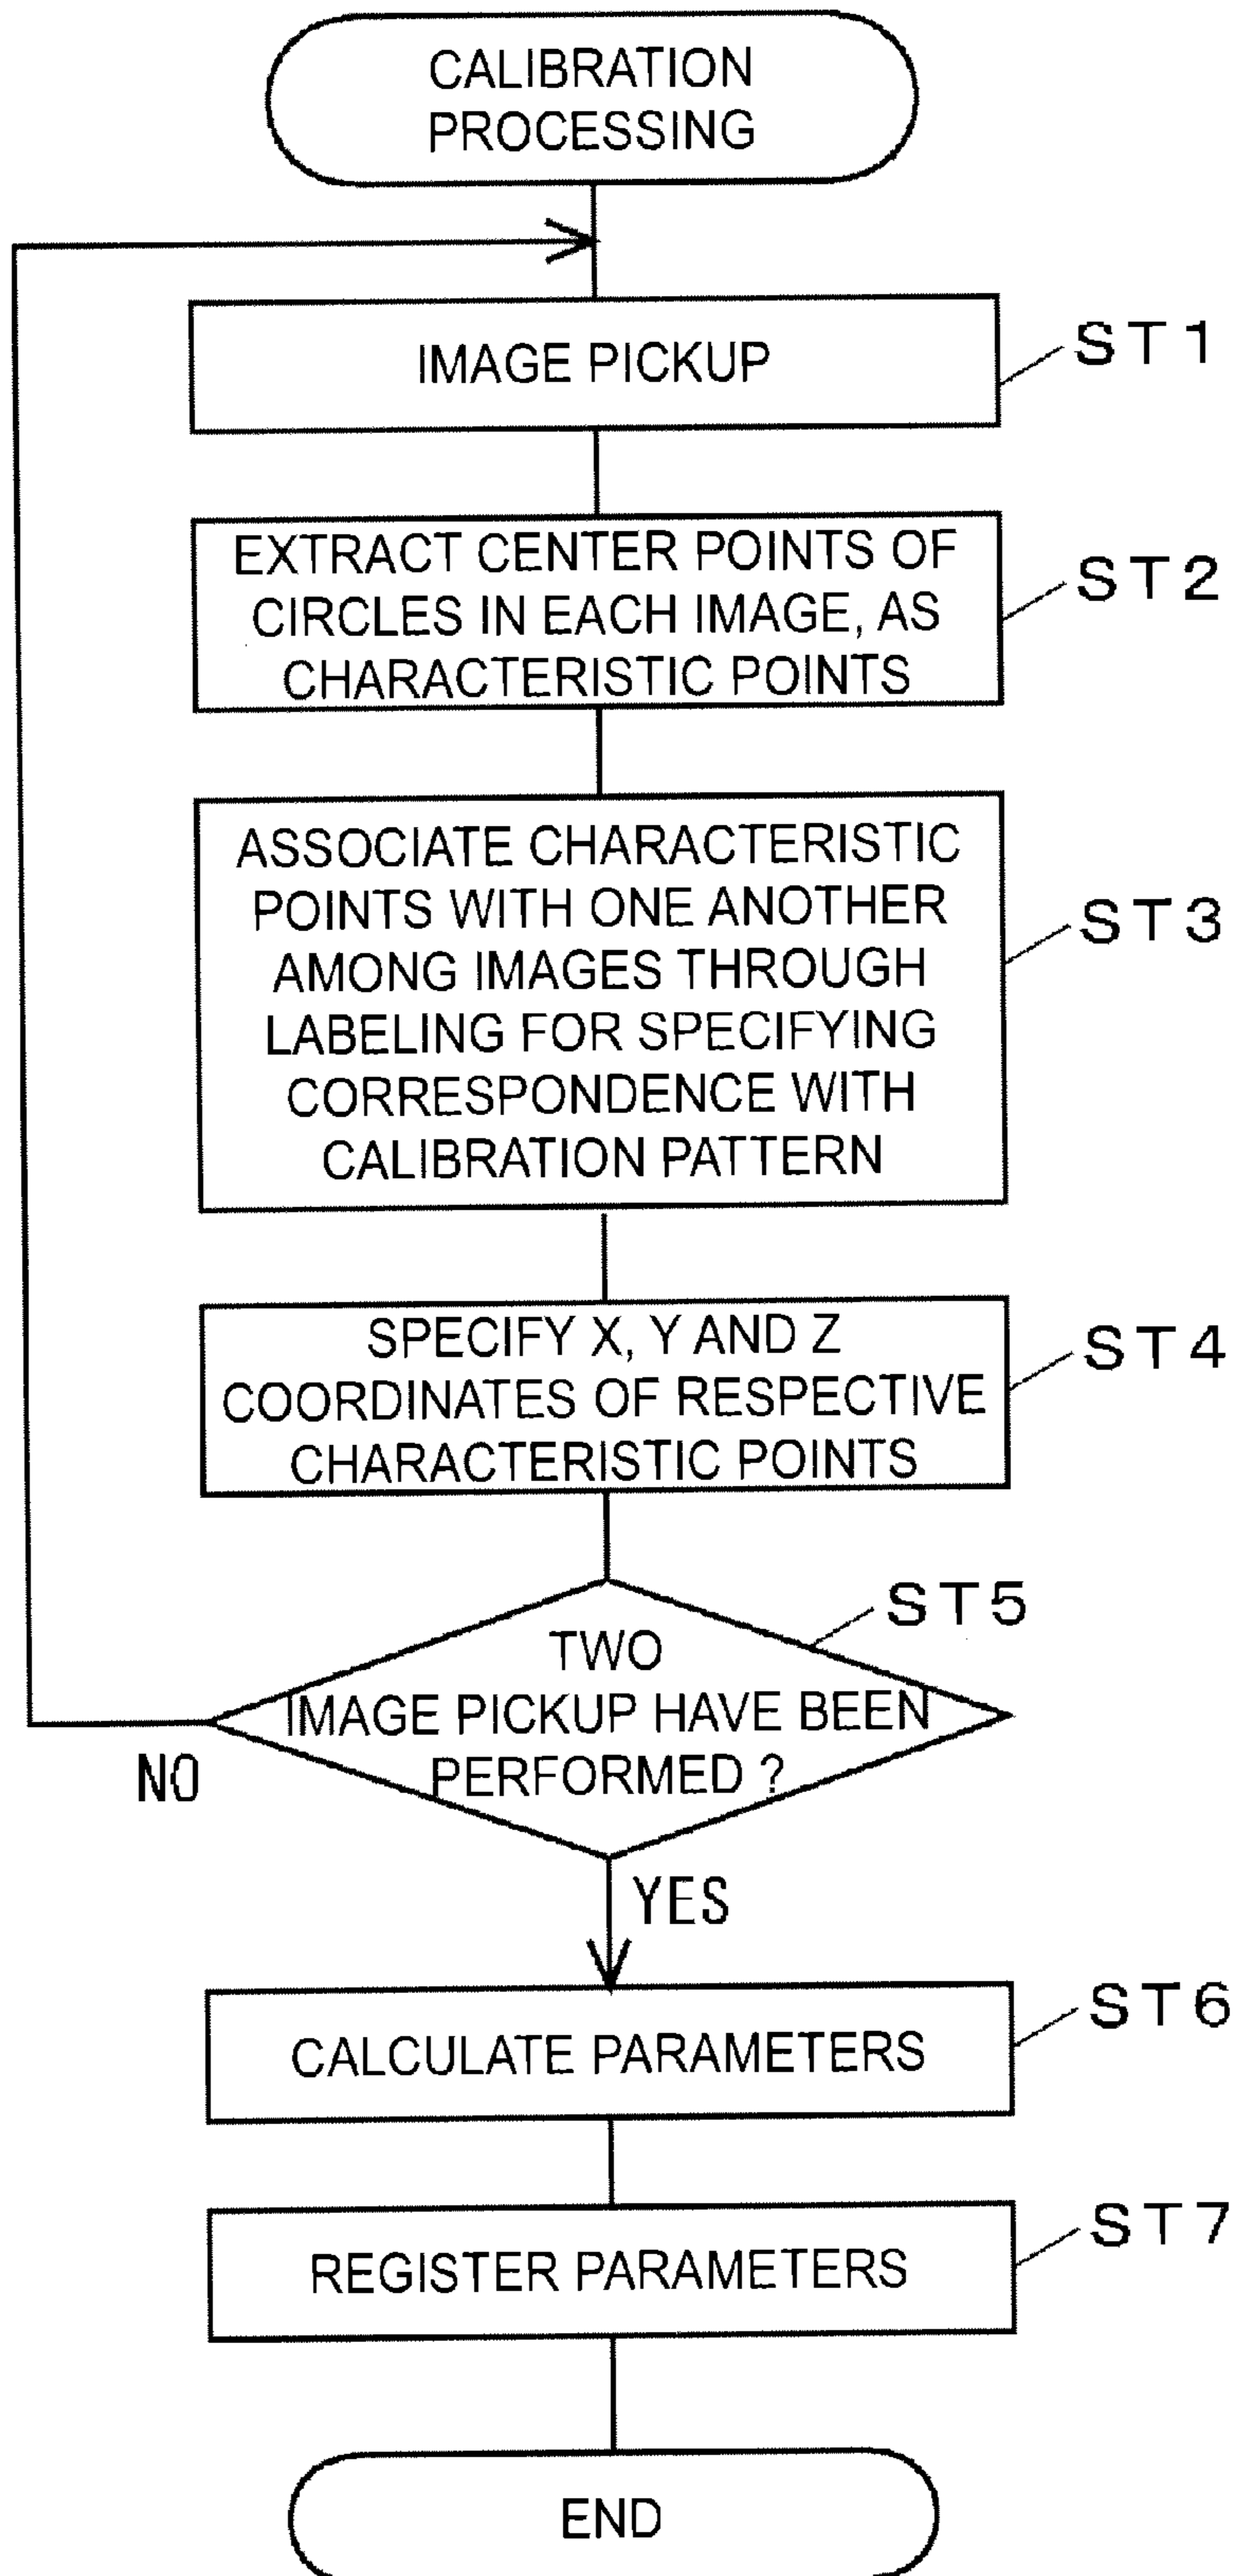 CALIBRATION
PROCESSING
IMAGE PICKUP
ST1
EXTRACT CENTER POINTS OF
CIRCLES IN EACH IMAGE, AS
CHARACTERISTIC POINTS
ST2
ASSOCIATE CHARACTERISTIC
POINTS WITH ONE ANOTHER
AMONG IMAGES THROUGH
LABELING FOR SPECIFYING
CORRESPONDENCE WITH
CALIBRATION PATTERN
ST3
SPECIFY X, Y AND Z
COORDINATES OF RESPECTIVE
CHARACTERISTIC POINTS
ST4
ST5
TWO
IMAGE PICKUP HAVE BEEN
PERFORMED ?
NO
YES
CALCULATE PARAMETERS
ST6
REGISTER PARAMETERS
ST7
END